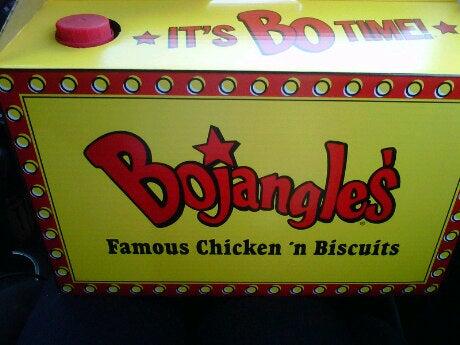 IT'S BO TIME!
Bojangles'
Famous Chicken 'n Biscuits